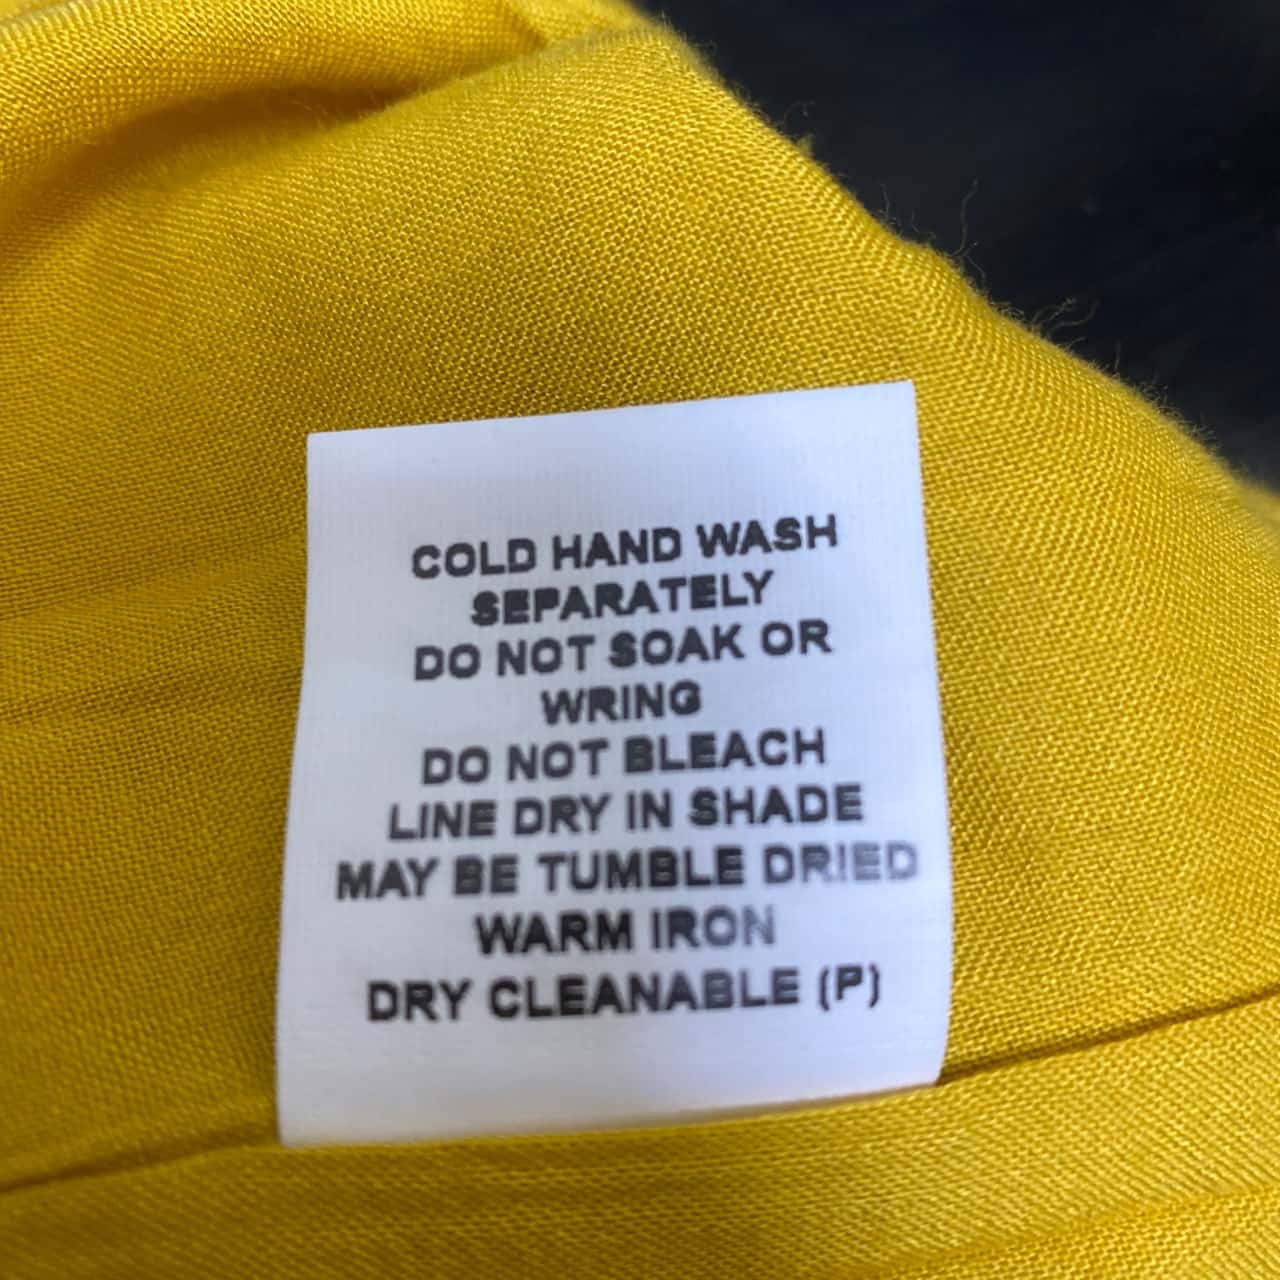 COLD HAND WASH
SEPARATELY
DO NOT SOAK OR
WRING
DO NOT BLEACH
LINE DRY IN SHADE
MAY BE TUMBLE DRIED
WARM IRON
DRY CLEANABLE (P)